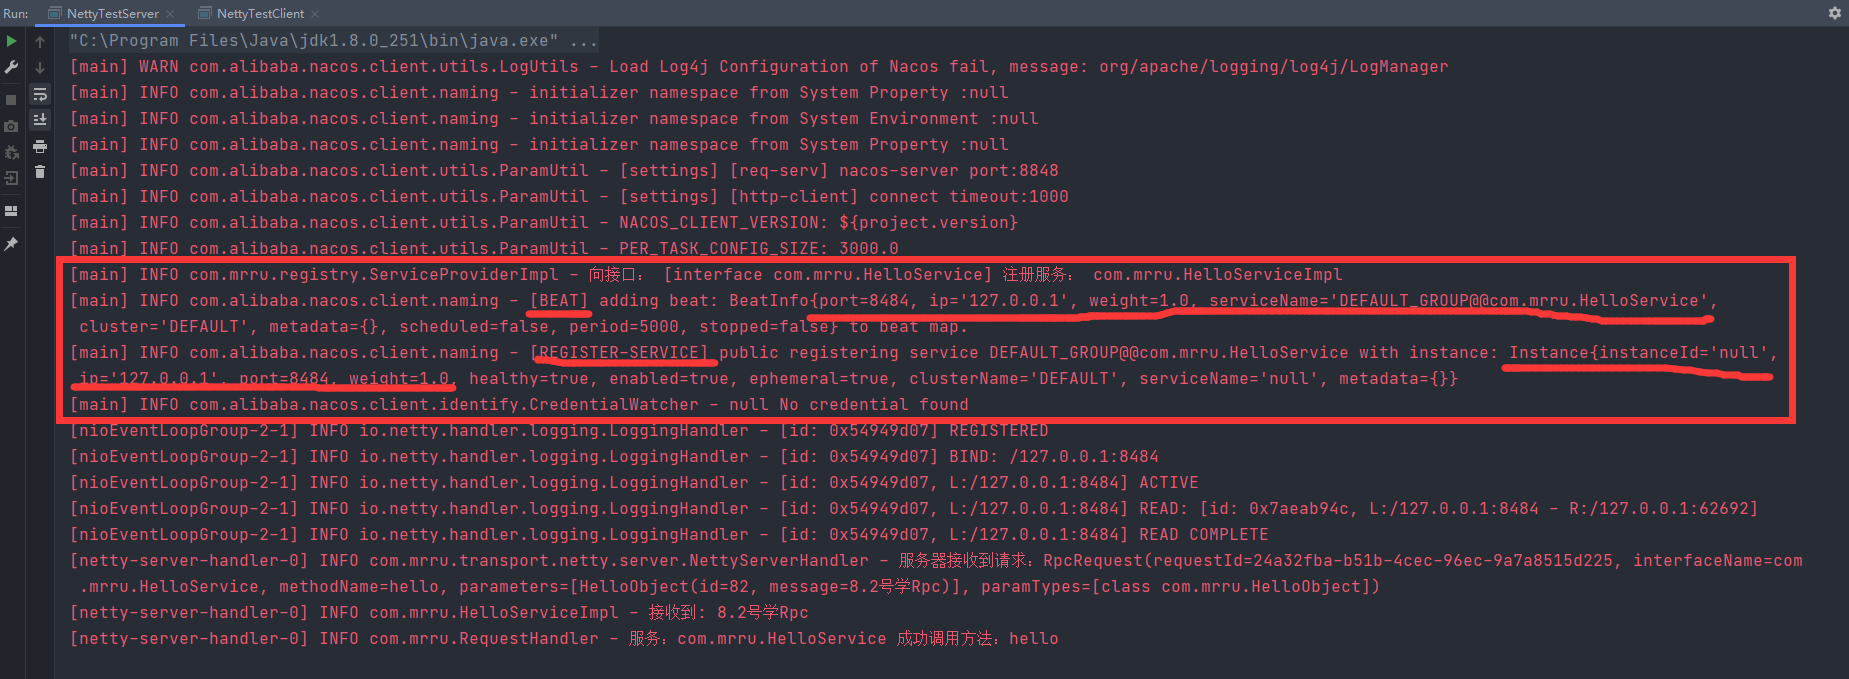 Run: NettyTestServer NettyTestClient
"C:\Program Files\Java\jdk1.8.0_251\bin\java.exe" ...
[main] WARN com.alibaba.nacos.client.utils.LogUtils - Load Log4j Configuration of Nacos fail, message: org/apache/logging/log4j/LogManager
[main] INFO com.alibaba.nacos.client.naming - initializer namespace from System Property :null
[main] INFO com.alibaba.nacos.client.naming - initializer namespace from System Environment :null
[main] INFO com.alibaba.nacos.client.naming - initializer namespace from System Property :null
[main] INFO com.alibaba.nacos.client.utils.ParamUtil - [settings] [req-serv] nacos-server port:8848
[main] INFO com.alibaba.nacos.client.utils.ParamUtil - [settings] [http-client] connect timeout:1000
[main] INFO com.alibaba.nacos.client.utils.ParamUtil - NACOS_CLIENT_VERSION: ${project.version}
[main] INFO com.alibaba.nacos.client.utils.ParamUtil - PER_TASK_CONFIG_SIZE: 3000.0
[main] INFO com.mrru.registry.ServiceProviderImpl - 向接口： [interface com.mrru.HelloService] 注册服务： com.mrru.HelloServiceImpl
[main] INFO com.alibaba.nacos.client.naming - [BEAT] adding beat: BeatInfo{port=8484, ip='127.0.0.1', weight=1.0, serviceName='DEFAULT_GROUP@@com.mrru.HelloService',
cluster='DEFAULT', metadata={}, scheduled=false, period=5000, stopped=false} to beat map.
[main] INFO com.alibaba.nacos.client.naming - [REGISTER-SERVICE] public registering service DEFAULT_GROUP@@com.mrru.HelloService with instance: Instance{instanceId='null',
ip='127.0.0.1', port=8484, weight=1.0, healthy=true, enabled=true, ephemeral=true, clusterName='DEFAULT', serviceName='null', metadata={}}
[main] INFO com.alibaba.nacos.client.identify.CredentialWatcher - null No credential found
[nioEventLoopGroup-2-1] INFO io.netty.handler.logging.LoggingHandler - [id: 0x54949d07] REGISTERED
[nioEventLoopGroup-2-1] INFO io.netty.handler.logging.LoggingHandler - [id: 0x54949d07] BIND: /127.0.0.1:8484
[nioEventLoopGroup-2-1] INFO io.netty.handler.logging.LoggingHandler - [id: 0x54949d07, L:/127.0.0.1:8484] ACTIVE
[nioEventLoopGroup-2-1] INFO io.netty.handler.logging.LoggingHandler - [id: 0x54949d07, L:/127.0.0.1:8484] READ: [id: 0x7aeab94c, L:/127.0.0.1:8484 - R:/127.0.0.1:62692]
[nioEventLoopGroup-2-1] INFO io.netty.handler.logging.LoggingHandler - [id: 0x54949d07, L:/127.0.0.1:8484] READ COMPLETE
[netty-server-handler-0] INFO com.mrru.transport.netty.server.NettyServerHandler - 服务器接收到请求：RpcRequest(requestId=24a32fba-b51b-4cec-96ec-9a7a8515d225, interfaceName=com
.mrru.HelloService, methodName=hello, parameters=[HelloObject(id=82, message=8.2号学Rpc)], paramTypes=[class com.mrru.HelloObject])
[netty-server-handler-0] INFO com.mrru.HelloServiceImpl - 接收到: 8.2号学Rpc
[netty-server-handler-0] INFO com.mrru.RequestHandler - 服务：com.mrru.HelloService 成功调用方法：hello